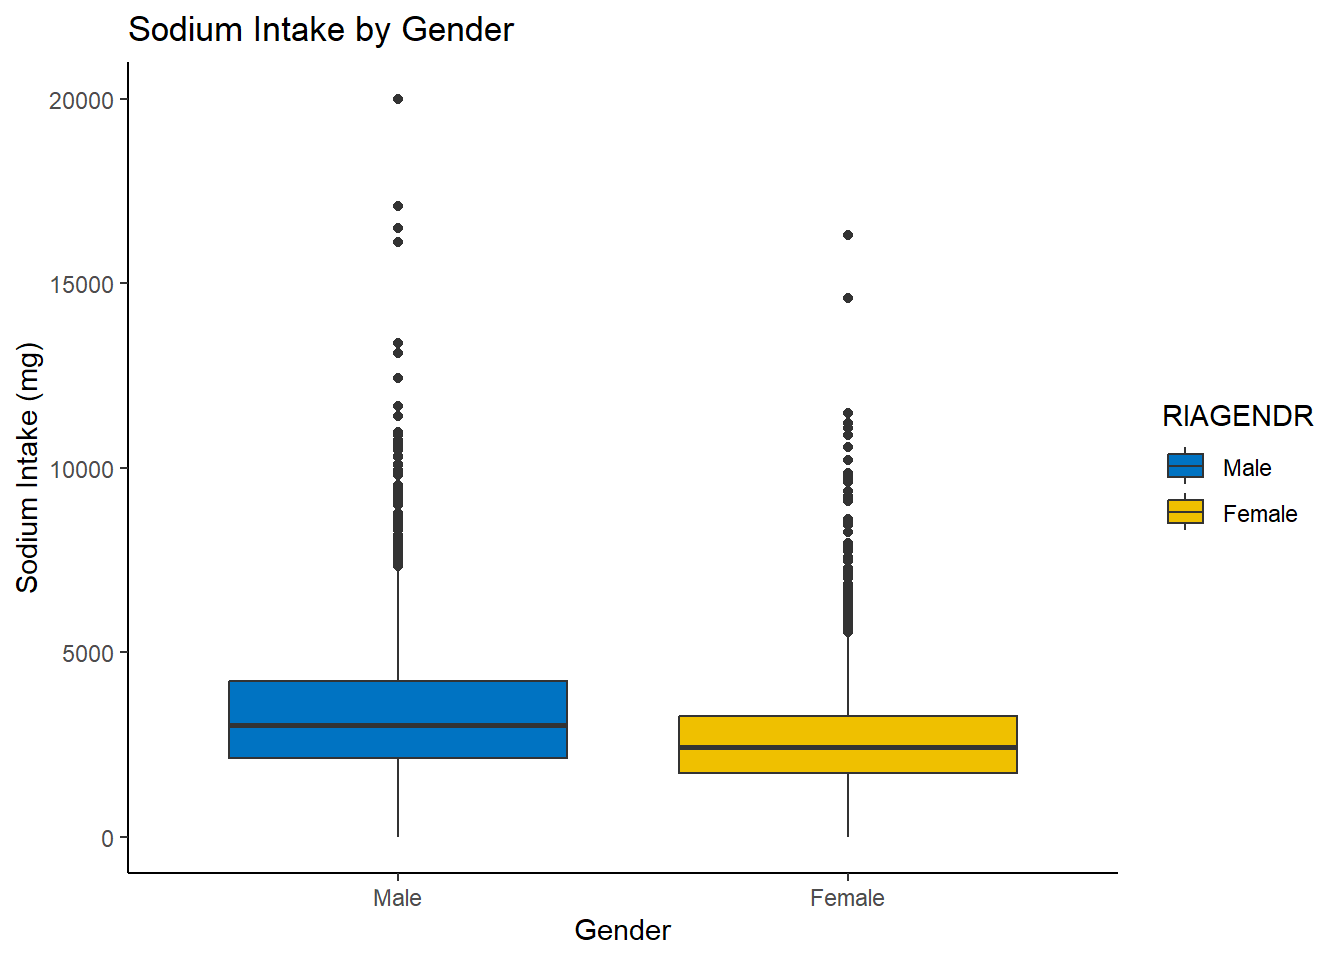 Sodium Intake by Gender
Sodium Intake (mg)
20000
15000
10000
5000
0
Male
Female
Gender
RIAGENDR
Male
Female